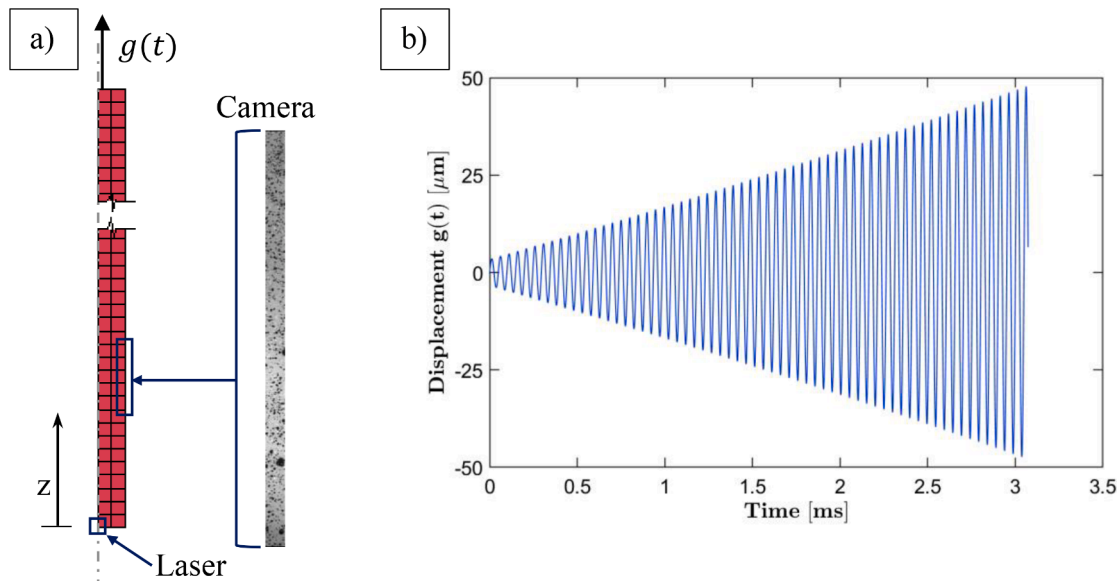 a)
g(t)
Camera
z
Laser
b)
50
25
0
-25
-50
Displacement g(t) [μm]
0 0.5 1 1.5 2 2.5 3 3.5
Time [ms]